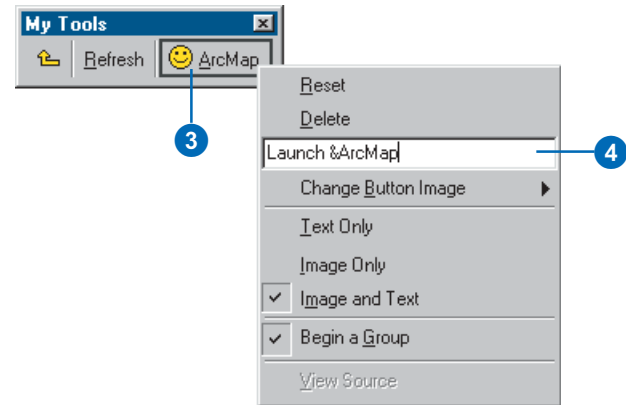 My Tools
Refresh ArcMap
3
Reset
Delete
Launch &ArcMap
4
Change Button Image
Text Only
Image Only
Image and Text
Begin a Group
View Source